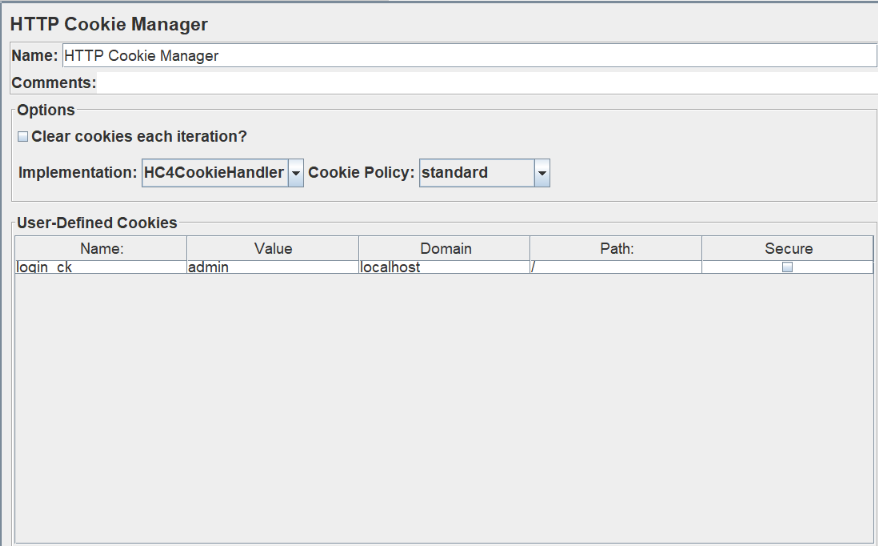 HTTP Cookie Manager
Name: HTTP Cookie Manager
Comments:
Options
Clear cookies each iteration?
Implementation: HC4CookieHandler Cookie Policy: standard
User-Defined Cookies
Name: Value Domain Path: Secure
login_ck admin localhost /